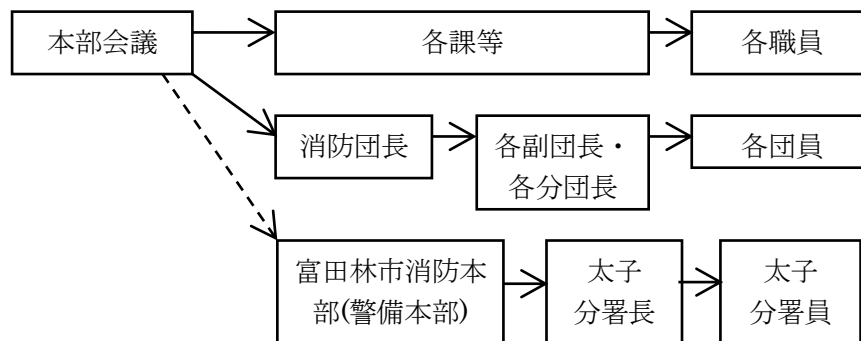 本部会議
各課等
各職員
消防団長
各副団長・
各分団長
各団員
富田林市消防本
部(警備本部)
太子
分署長
太子
分署員